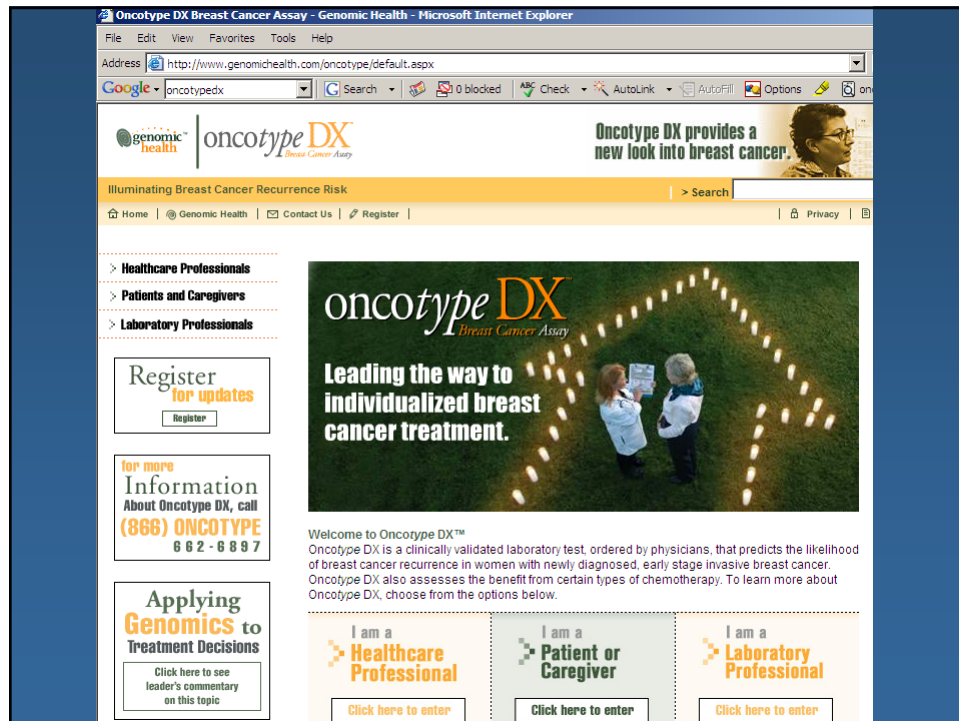 Oncotype DX Breast Cancer Assay - Genomic Health - Microsoft Internet Explorer
File Edit View Favorites Tools Help
Address http://www.genomichealth.com/oncotype/default.aspx
Google oncotypedx Search 0 blocked ABC Check AutoLink AutoFill Options
genomic health™ oncotype DX™
Breast Cancer Assay
Oncotype DX provides a
new look into breast cancer.
Illuminating Breast Cancer Recurrence Risk
> Search
Home | Genomic Health | Contact Us | Register |
| Privacy |
> Healthcare Professionals
> Patients and Caregivers
> Laboratory Professionals
Register
for updates
Register
for more
Information
About Oncotype DX, call
(866) ONCOTYPE
662-6897
Applying
Genomics to
Treatment Decisions
Click here to see
leader's commentary
on this topic
oncotype DX™
Breast Cancer Assay
Leading the way to
individualized breast
cancer treatment.
Welcome to Oncotype DX™
Oncotype DX is a clinically validated laboratory test, ordered by physicians, that predicts the likelihood
of breast cancer recurrence in women with newly diagnosed, early stage invasive breast cancer.
Oncotype DX also assesses the benefit from certain types of chemotherapy. To learn more about
Oncotype DX, choose from the options below.
I am a
Healthcare
Professional
Click here to enter
I am a
Patient or
Caregiver
Click here to enter
I am a
Laboratory
Professional
Click here to enter